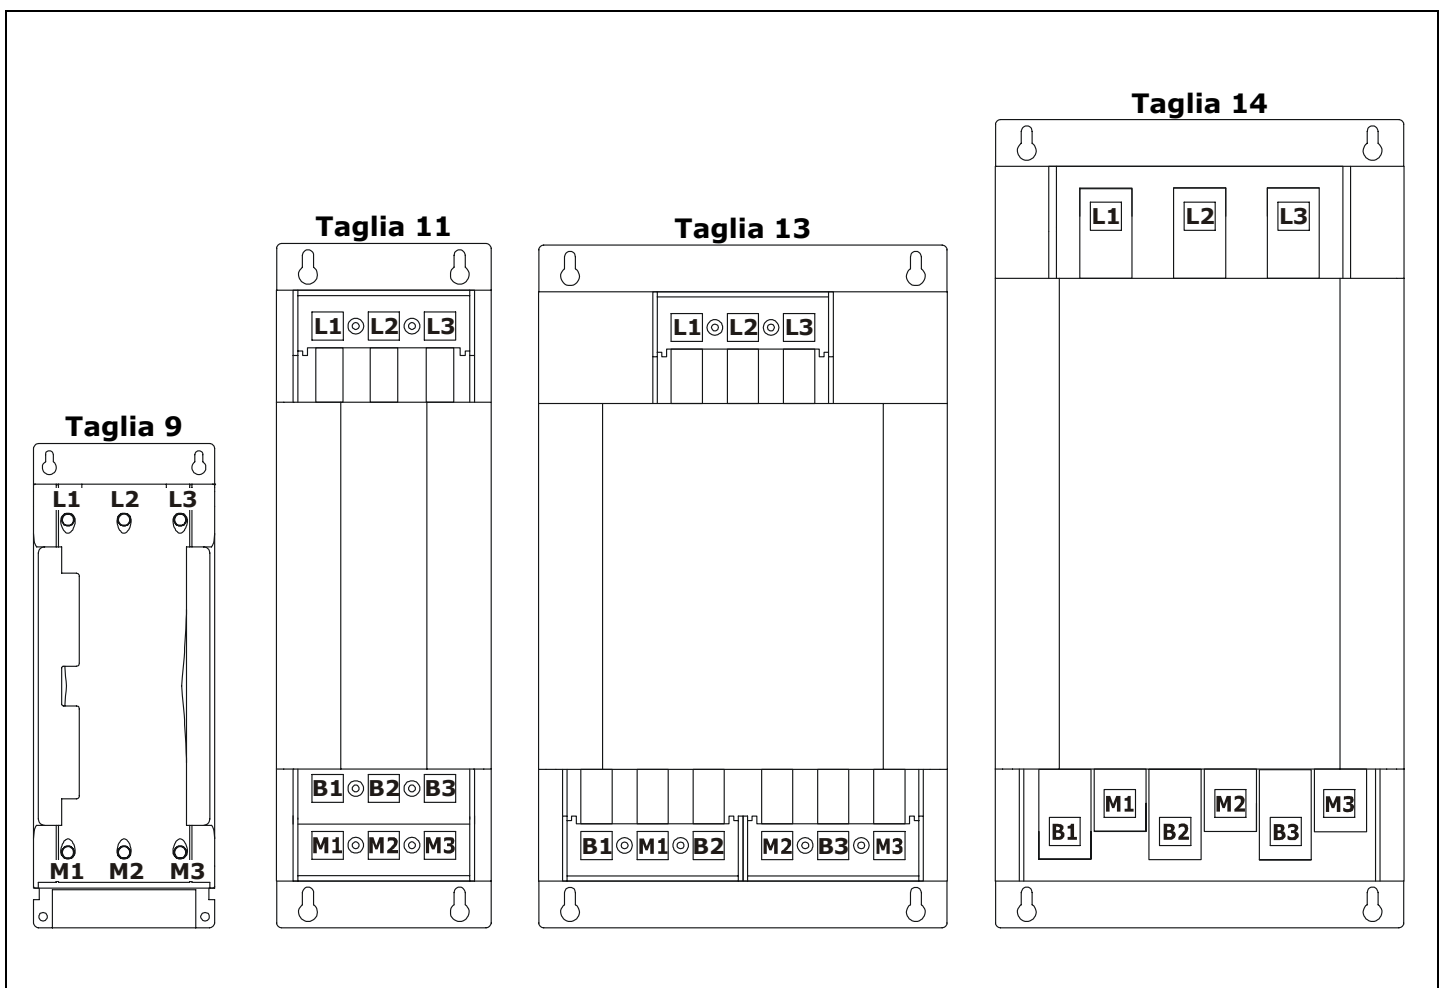 Taglia 9
L1 L2 L3
M1 M2 M3
Taglia 11
L1 L2 L3
B1 B2 B3
M1 M2 M3
Taglia 13
L1 L2 L3
B1 M1 B2 M2 B3 M3
Taglia 14
L1 L2 L3
B1 M1 B2 M2 B3 M3